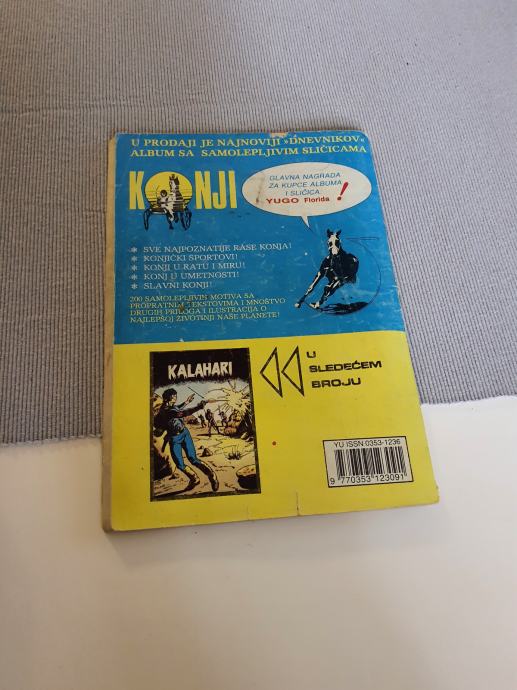 U PRODAJI JE NAJNOVIJI »DNEVNIKOV«
ALBUM SA SAMOLEPLJIVIM SLIČICAMA
KONJI
GLAVNA NAGRADA
ZA KUPCE ALBUMA
I SLIČICA
YUGO Florida !
* SVE NAJPOZNATIJE RASE KONJA!
* KONJIČKI SPORTOVI!
* KONJ U RATU I MIRU!
* KONJ U UMETNOSTI!
* SLAVNI KONJI!
200 SAMOLEPLJIVIH MOTIVA SA
PROPRATNIM TEKSTOVIMA I MNOŠTVO
DRUGIH PRILOGA I ILUSTRACIJA O
NAJLEPŠOJ ŽIVOTINJI NAŠE PLANETE!
KALAHARI
U
SLEDEĆEM
BROJU
YU ISSN 0353-1236
9 770353 123091